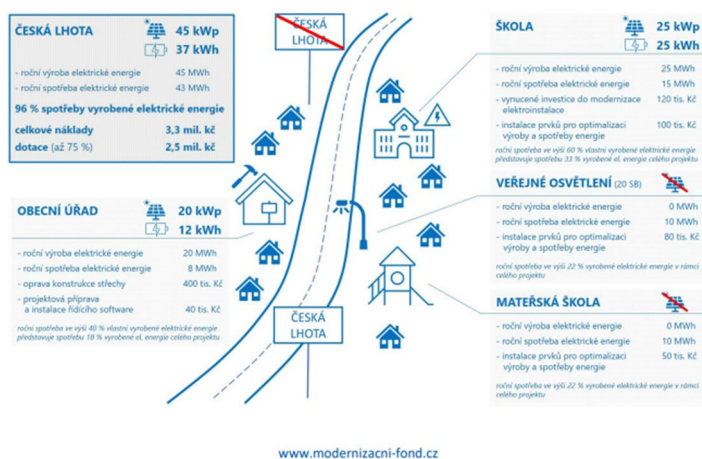 ČESKÁ LHOTA
45 kWp
37 kWh
- roční výroba elektrické energie 45 MWh
- roční spotřeba elektrické energie 43 MWh
96 % spotřeby vyrobené elektrické energie
celkové náklady 3,3 mil. kč
dotace (až 75 %) 2,5 mil. kč
ČESKÁ
LHOTA
ŠKOLA
25 kWp
25 kWh
- roční výroba elektrické energie 25 MWh
- roční spotřeba elektrické energie 15 MWh
- vynucené investice do modernizace 120 tis. Kč
elektroinstalace
- instalace prvků pro optimalizaci 100 tis. Kč
výroby a spotřeby energie
roční spotřeba ve výši 60 % vlastní vyrobené elektrické energie
představuje spotřebu 33 % vyrobené el. energie celého projektu
OBECNÍ ÚŘAD
20 kWp
12 kWh
- roční výroba elektrické energie 20 MWh
- roční spotřeba elektrické energie 8 MWh
- oprava konstrukce střechy 400 tis. Kč
- projektová příprava
a instalace řídícího software 40 tis. Kč
roční spotřeba ve výši 40 % vlastní vyrobené elektrické energie
představuje spotřebu 18 % vyrobené el. energie celého projektu
VEŘEJNÉ OSVĚTLENÍ (20 SB)
- roční výroba elektrické energie 0 MWh
- roční spotřeba elektrické energie 10 MWh
- instalace prvků pro optimalizaci 80 tis. Kč
výroby a spotřeby energie
roční spotřeba ve výši 22 % vyrobené elektrické energie v rámci
celého projektu
MATEŘSKÁ ŠKOLA
- roční výroba elektrické energie 0 MWh
- roční spotřeba elektrické energie 10 MWh
- instalace prvků pro optimalizaci 50 tis. Kč
výroby a spotřeby energie
roční spotřeba ve výši 22 % vyrobené elektrické energie v rámci
celého projektu
ČESKÁ
LHOTA
www.modernizacni-fond.cz